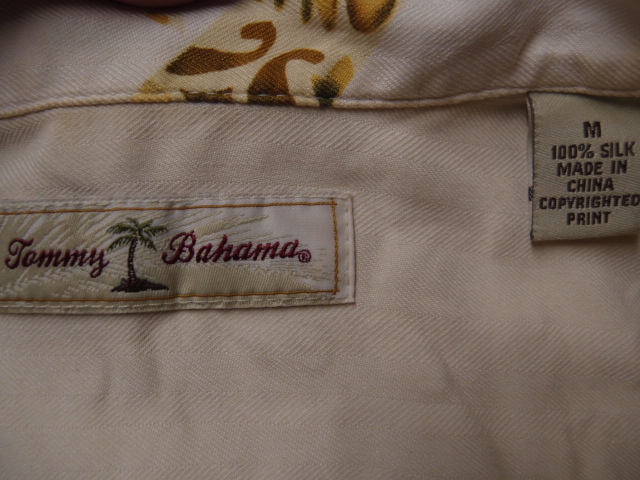 Tommy Bahama®
M
100% SILK
MADE IN
CHINA
COPYRIGHTED
PRINT